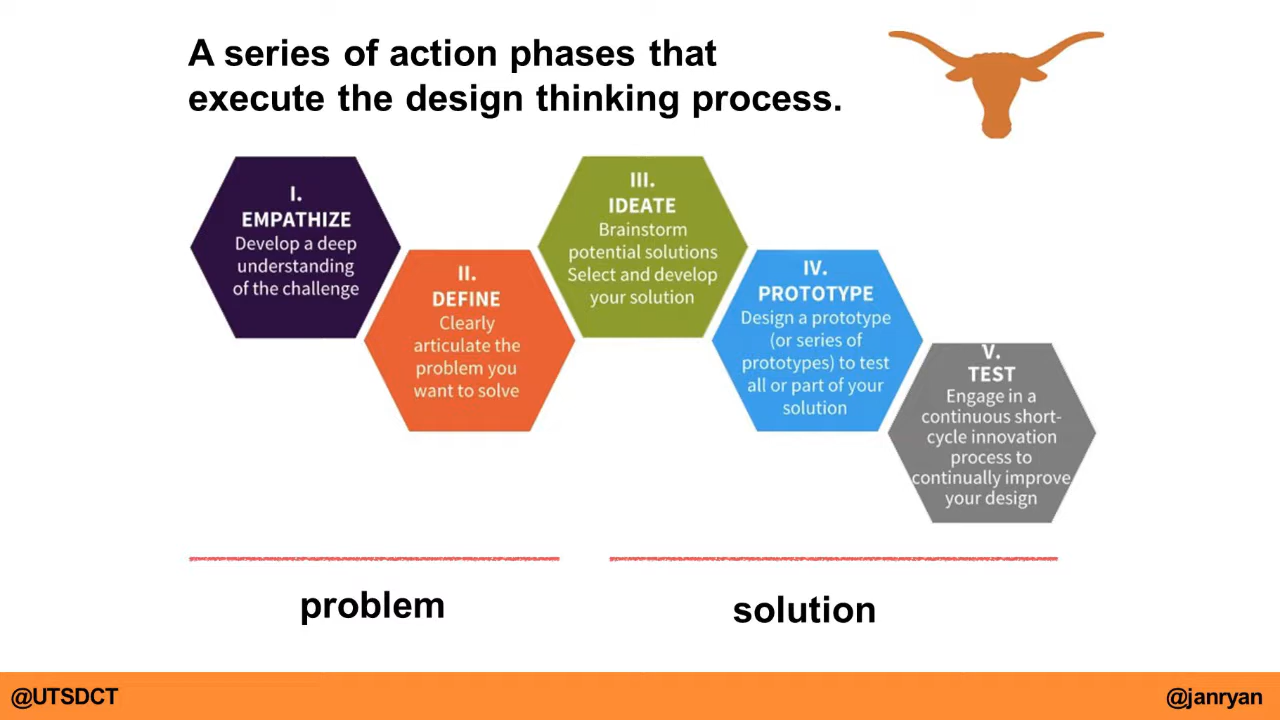 A series of action phases that
execute the design thinking process.
I.
EMPATHIZE
Develop a deep
understanding
of the challenge
II.
DEFINE
Clearly
articulate the
problem you
want to solve
III.
IDEATE
Brainstorm
potential solutions
Select and develop
your solution
IV.
PROTOTYPE
Design a prototype
(or series of
prototypes) to test
all or part of your
solution
V.
TEST
Engage in a
continuous short-
cycle innovation
process to
continually improve
your design
problem
solution
@UTSDCT
@janryan